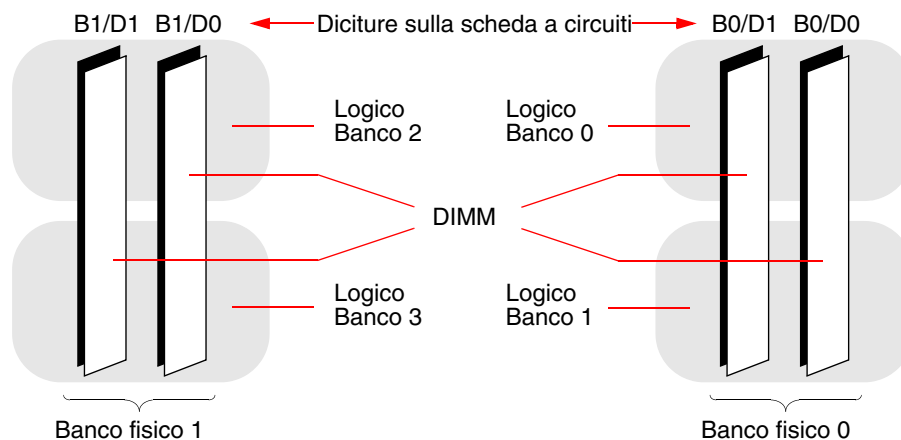 B1/D1 B1/D0 Diciture sulla scheda a circuiti B0/D1 B0/D0
Logico
Banco 2
Logico
Banco 0
DIMM
Logico
Banco 3
Logico
Banco 1
Banco fisico 1
Banco fisico 0